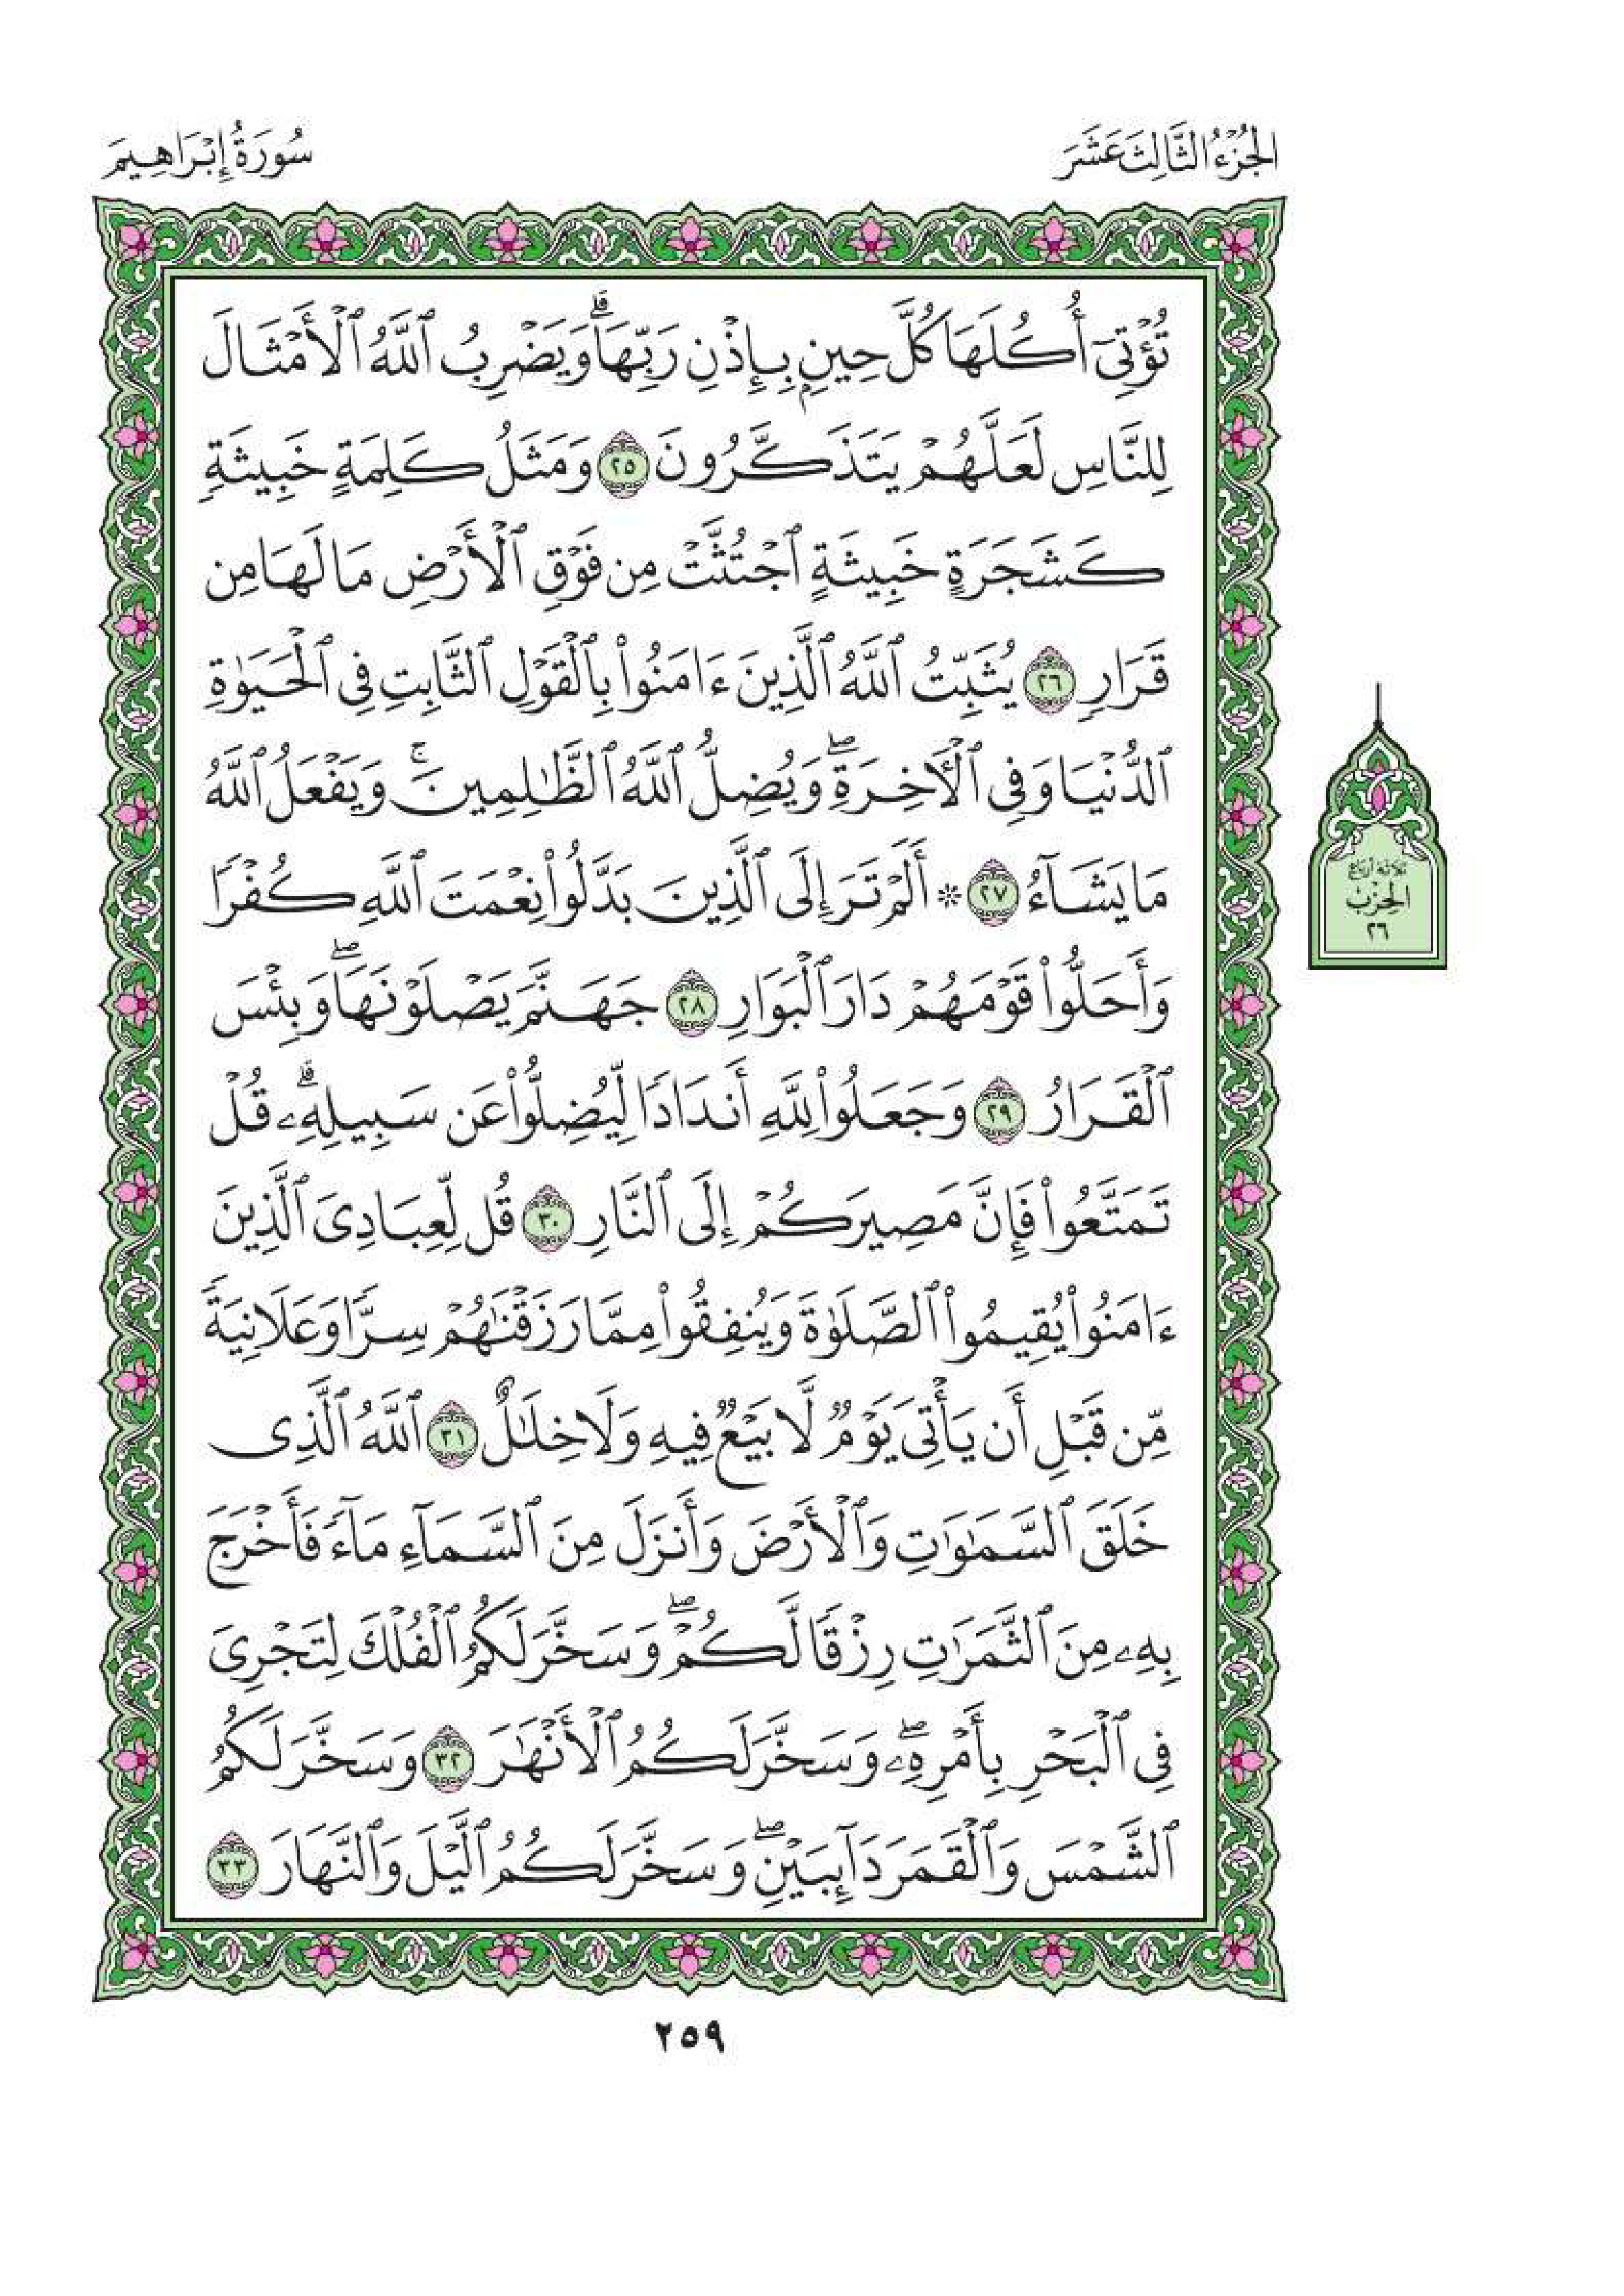 الجُزْءُ الثَّالِثَ عَشَرَ
سُورَةُ إِبْرَاهِيمَ
تُؤْتِىٓ أُكُلَهَا كُلَّ حِينٍۭ بِإِذْنِ رَبِّهَاۗ وَيَضْرِبُ ٱللَّهُ ٱلْأَمْثَالَ
لِلنَّاسِ لَعَلَّهُمْ يَتَذَكَّرُونَ ٢٥ وَمَثَلُ كَلِمَةٍ خَبِيثَةٖ
كَشَجَرَةٍ خَبِيثَةٍ ٱجْتُثَّتْ مِن فَوْقِ ٱلْأَرْضِ مَا لَهَا مِن
قَرَارٖ ٢٦ يُثَبِّتُ ٱللَّهُ ٱلَّذِينَ ءَامَنُوا۟ بِٱلْقَوْلِ ٱلثَّابِتِ فِى ٱلْحَيَوٰةِ
ٱلدُّنْيَا وَفِى ٱلْـَٔاخِرَةِۖ وَيُضِلُّ ٱللَّهُ ٱلظَّـٰلِمِينَۚ وَيَفْعَلُ ٱللَّهُ
مَا يَشَآءُ ٢٧ * أَلَمْ تَرَ إِلَى ٱلَّذِينَ بَدَّلُوا۟ نِعْمَتَ ٱللَّهِ كُفْرٗا
وَأَحَلُّوا۟ قَوْمَهُمْ دَارَ ٱلْبَوَارِ ٢٨ جَهَنَّمَ يَصْلَوْنَهَاۖ وَبِئْسَ
ٱلْقَرَارُ ٢٩ وَجَعَلُوا۟ لِلَّهِ أَندَادٗا لِّيُضِلُّوا۟ عَن سَبِيلِهِۦۗ قُلْ
تَمَتَّعُوا۟ فَإِنَّ مَصِيرَكُمْ إِلَى ٱلنَّارِ ٣٠ قُل لِّعِبَادِىَ ٱلَّذِينَ
ءَامَنُوا۟ يُقِيمُوا۟ ٱلصَّلَوٰةَ وَيُنفِقُوا۟ مِمَّا رَزَقْنَـٰهُمْ سِرّٗا وَعَلَانِيَةٗ
مِّن قَبْلِ أَن يَأْتِىَ يَوْمٞ لَّا بَيْعٞ فِيهِ وَلَا خِلَـٰلٌ ٣١ ٱللَّهُ ٱلَّذِى
خَلَقَ ٱلسَّمَـٰوَٰتِ وَٱلْأَرْضَ وَأَنزَلَ مِنَ ٱلسَّمَآءِ مَآءٗ فَأَخْرَجَ
بِهِۦ مِنَ ٱلثَّمَرَٰتِ رِزْقٗا لَّكُمْۖ وَسَخَّرَ لَكُمُ ٱلْفُلْكَ لِتَجْرِىَ
فِى ٱلْبَحْرِ بِأَمْرِهِۦۖ وَسَخَّرَ لَكُمُ ٱلْأَنْهَـٰرَ ٣٢ وَسَخَّرَ لَكُمُ
ٱلشَّمْسَ وَٱلْقَمَرَ دَآئِبَيْنِۖ وَسَخَّرَ لَكُمُ ٱلَّيْلَ وَٱلنَّهَارَ ٣٣
ثلاثة أرباع
الحِزْبُ
٢٦
٢٥٩